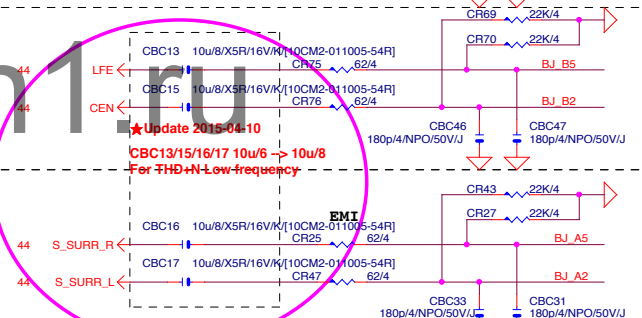 CR69 22K/4
CR70 22K/4
CBC13 10u/8/X5R/16V/K/[10CM2-011005-54R]
44 LFE CR75 62/4 BJ_B5
CBC15 10u/8/X5R/16V/K/[10CM2-011005-54R]
44 CEN CR76 62/4 BJ_B2
n1.ru
★Update 2015-04-10
CBC46 CBC47
180p/4/NPO/50V/J 180p/4/NPO/50V/J
CBC13/15/16/17 10u/6 --> 10u/8
For THD+N Low frequency
CR43 22K/4
CR27 22K/4
EMI
CBC16 10u/8/X5R/16V/K/[10CM2-011005-54R]
44 S_SURR_R CR25 62/4 BJ_A5
CBC17 10u/8/X5R/16V/K/[10CM2-011005-54R]
44 S_SURR_L CR47 62/4 BJ_A2
CBC33 CBC31
180p/4/NPO/50V/J 180p/4/NPO/50V/J